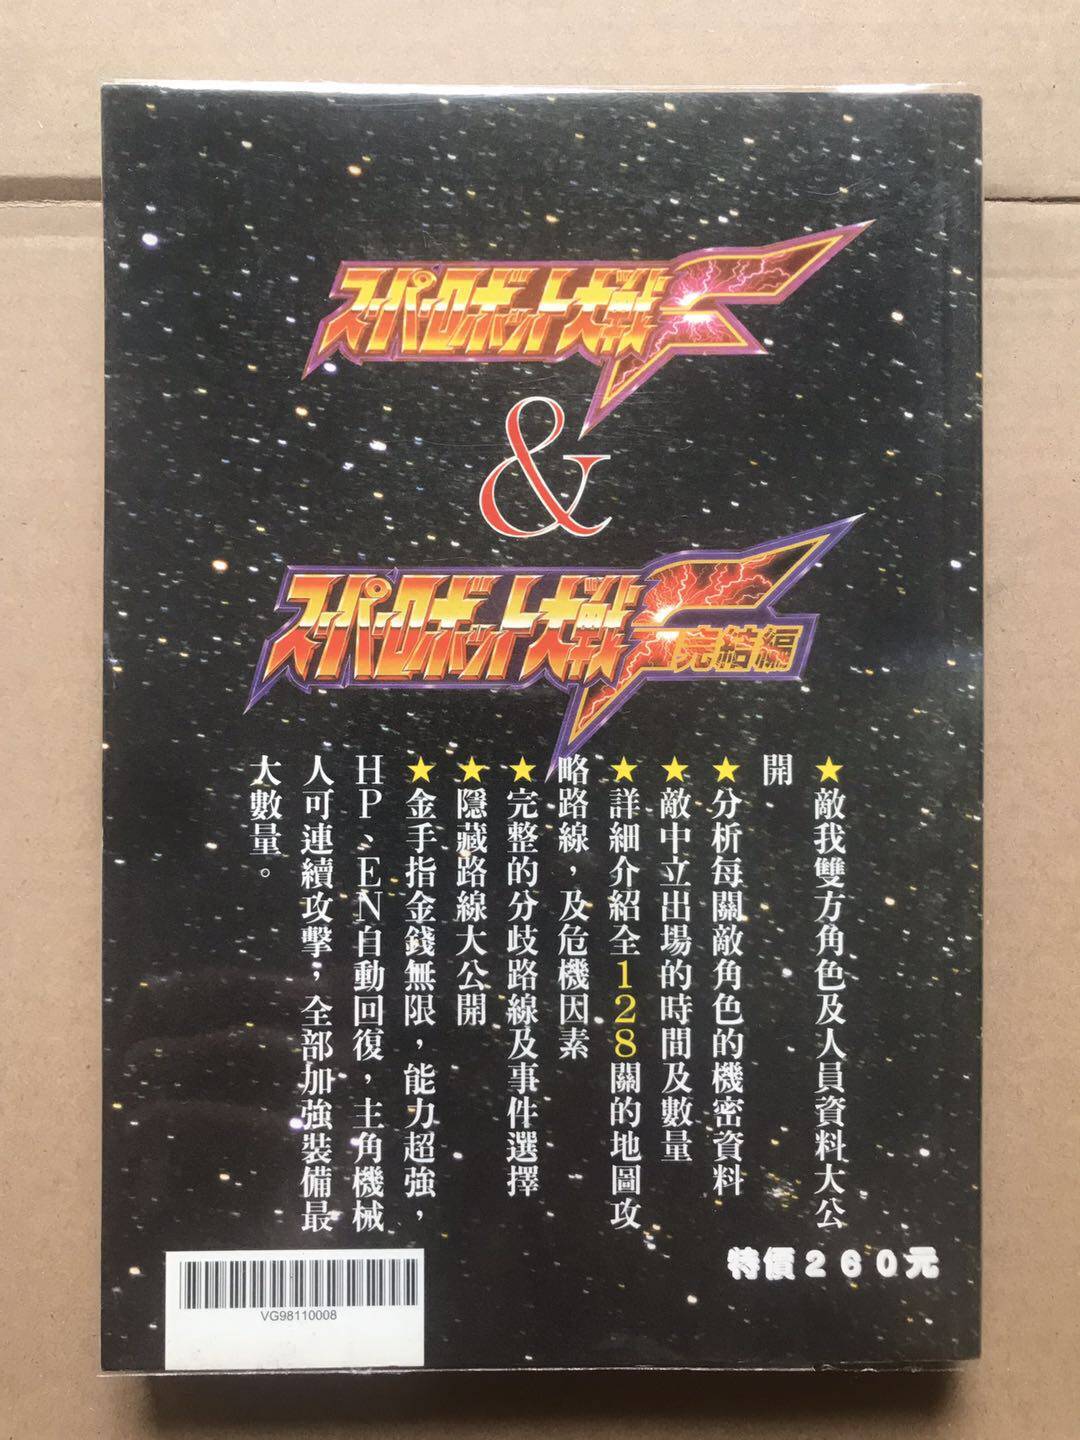 スーパーロボット大戦F
&
スーパーロボット大戦F完結編
★敵我雙方角色及人員資料大公
開
★分析每關敵角色的機密資料
★敵中立出場的時間及數量
★詳細介紹全128關的地圖攻
略路線，及危機因素
★完整的分歧路線及事件選擇
★隱藏路線大公開
★金手指金錢無限，能力超強，
HP、EN自動回復，主角機械
人可連續攻擊，全部加強裝備最
大數量。
特價260元
VG98110008